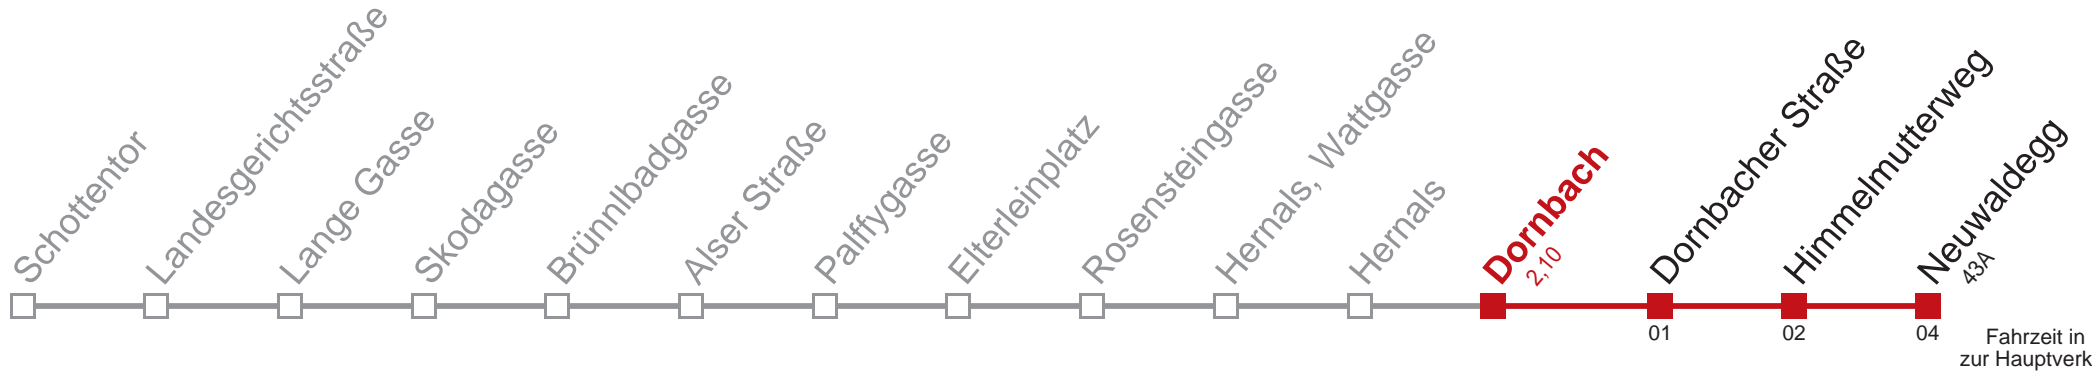 Schottentor
Landesgerichtsstraße
Lange Gasse
Skodagasse
Brünnlbadgasse
Alser Straße
Palffygasse
Elterleinplatz
Rosensteingasse
Hernals, Wattgasse
Hernals
Dornbach
2,10
Dornbacher Straße
Himmelmutterweg
Neuwaldegg
43A
01
02
04
Fahrzeit in
zur Hauptverk